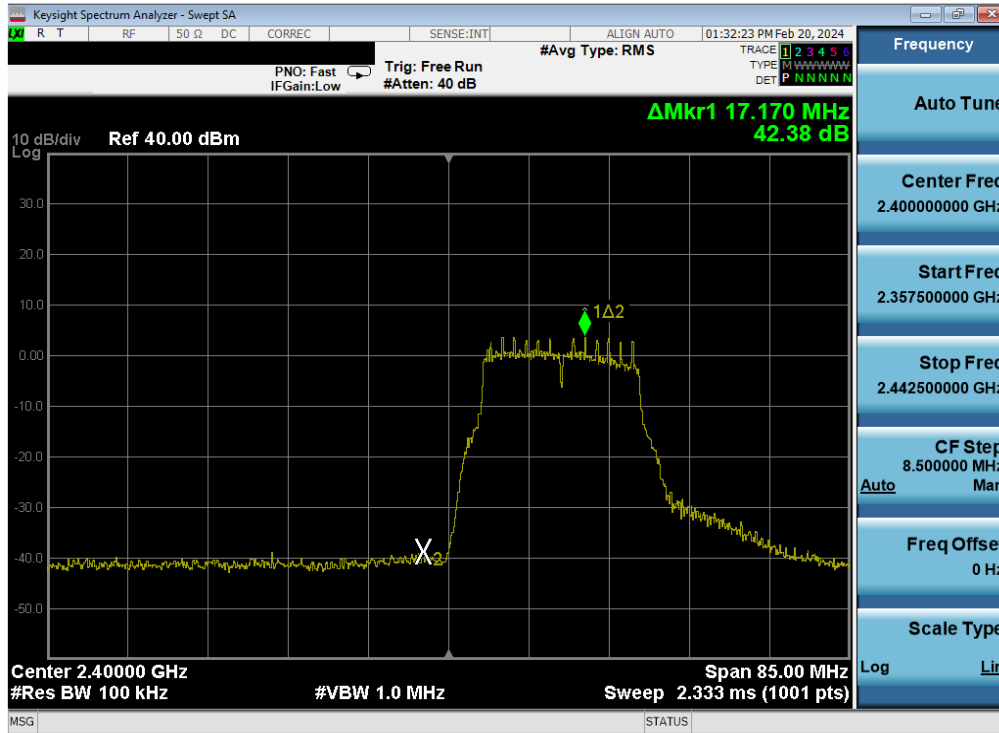 Keysight Spectrum Analyzer - Swept SA
LXI R T RF 50 Ω DC CORREC SENSE:INT ALIGN AUTO 01:32:23 PM Feb 20, 2024
#Avg Type: RMS TRACE 1 2 3 4 5 6
PNO: Fast Trig: Free Run TYPE M WWWWW
IFGain:Low #Atten: 40 dB DET P N N N N N
ΔMkr1 17.170 MHz
42.38 dB
10 dB/div Ref 40.00 dBm
Log
30.0
20.0
10.0
1Δ2
0.00
-10.0
-20.0
-30.0
-40.0
X2
-50.0
Center 2.40000 GHz Span 85.00 MHz
#Res BW 100 kHz #VBW 1.0 MHz Sweep 2.333 ms (1001 pts)
MSG STATUS
Frequency
Auto Tune
Center Freq
2.400000000 GHz
Start Freq
2.357500000 GHz
Stop Freq
2.442500000 GHz
CF Step
8.500000 MHz
Auto Man
Freq Offset
0 Hz
Scale Type
Log Lin